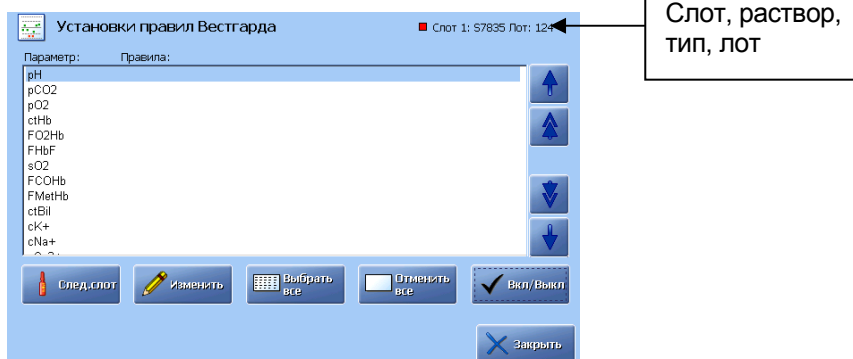 Установки правил Вестгарда
Слот 1: S7835 Лот: 124
Слот, раствор,
тип, лот
Параметр: Правила:
pH
pCO2
pO2
ctHb
FO2Hb
FHbF
sO2
FCOHb
FMetHb
ctBil
cK+
cNa+
След.слот
Изменить
Выбрать
все
Отменить
все
Вкл/Выкл
Закрыть